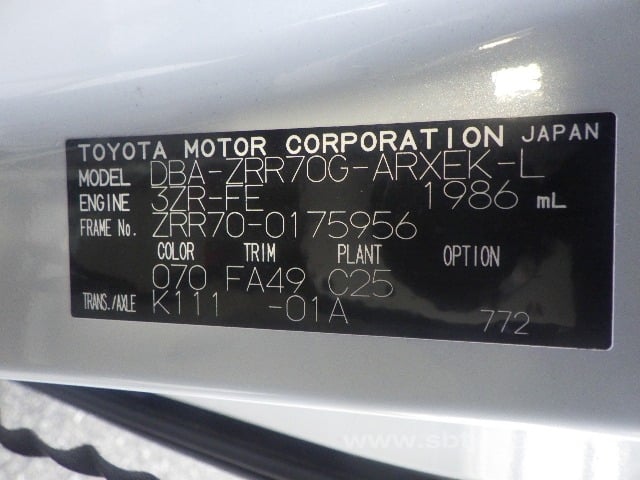 TOYOTA MOTOR CORPORATION JAPAN
MODEL DBA-ZRR70G-ARXEK-L
ENGINE 3ZR-FE 1986 mL
FRAME No. ZRR70-0175956
COLOR TRIM PLANT OPTION
070 FA49 C25
TRANS./AXLE K111 -01A 772